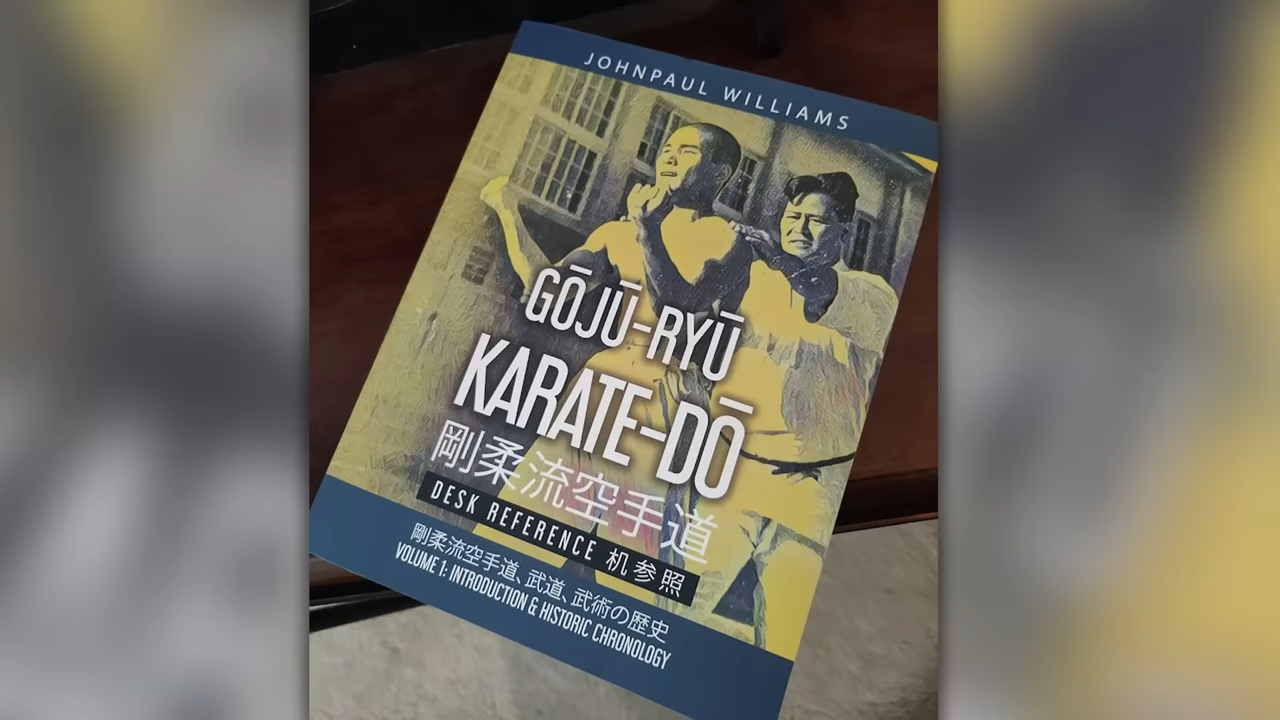 JOHNPAUL WILLIAMS
GŌJŪ-RYŪ
KARATE-DŌ
剛柔流空手道
DESK REFERENCE 机参照
剛柔流空手道、武道、武術の歴史
VOLUME 1: INTRODUCTION & HISTORIC CHRONOLOGY